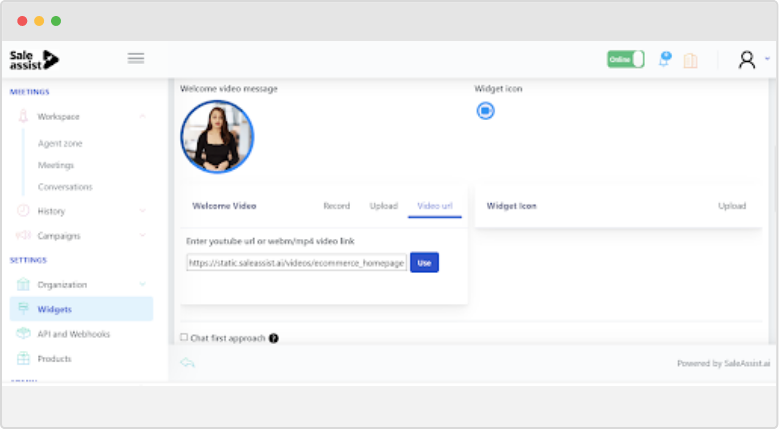 Sale
assist
Online
MEETINGS
Workspace
Agent zone
Meetings
Conversations
History
Campaigns
SETTINGS
Organization
Widgets
API and Webhooks
Products
Welcome video message
Widget icon
Welcome Video
Record
Upload
Video url
Widget Icon
Upload
Enter youtube url or webm/mp4 video link
https://static.saleassist.ai/videos/ecommerce_homepage
Use
Chat first approach ?
Powered by SaleAssist.ai